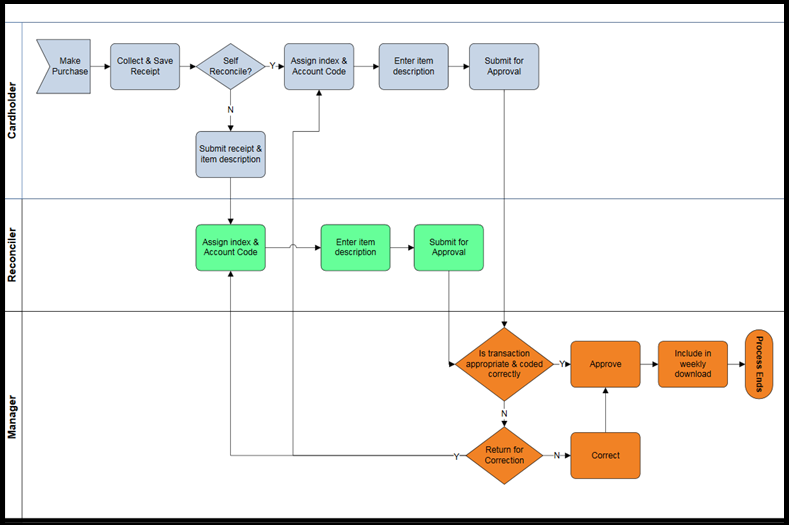 Cardholder
Make
Purchase
Collect & Save
Receipt
Self
Reconcile?
Y
Assign index &
Account Code
Enter item
description
Submit for
Approval
N
Submit receipt &
item description
Reconciler
Assign index &
Account Code
Enter item
description
Submit for
Approval
Manager
Is transaction
appropriate & coded
correctly
Y
Approve
Include in
weekly
download
Process Ends
N
Return for
Correction
Y
N
Correct